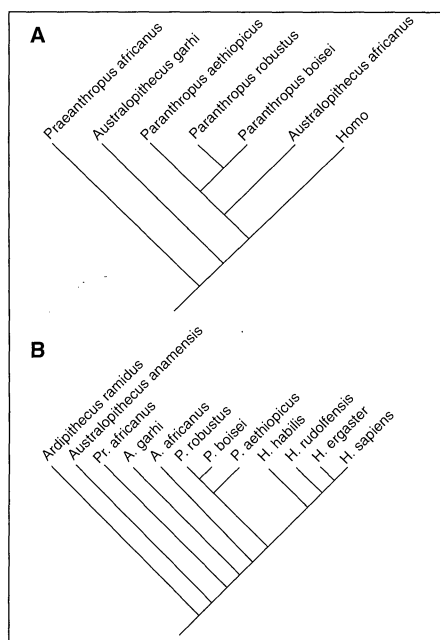 A
Praeanthropus africanus
Australopithecus garhi
Paranthropus aethiopicus
Paranthropus robustus
Paranthropus boisei
Australopithecus africanus
Homo
B
Ardipithecus ramidus
Australopithecus anamensis
Pr. africanus
A. garhi
A. africanus
P. robustus
P. boisei
P. aethiopicus
H. habilis
H. rudolfensis
H. ergaster
H. sapiens